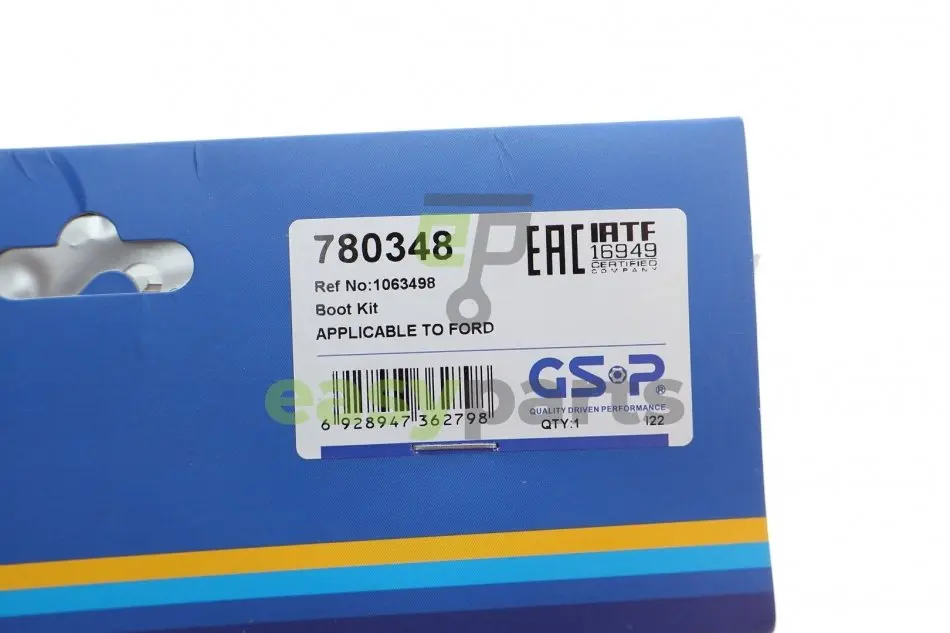 780348
EAC
IATF
16949
CERTIFIED
COMPANY
Ref No:1063498
Boot Kit
APPLICABLE TO FORD
GSP®
QUALITY DRIVEN PERFORMANCE
6 928947 362798
QTY:1
I22
ep
easyparts